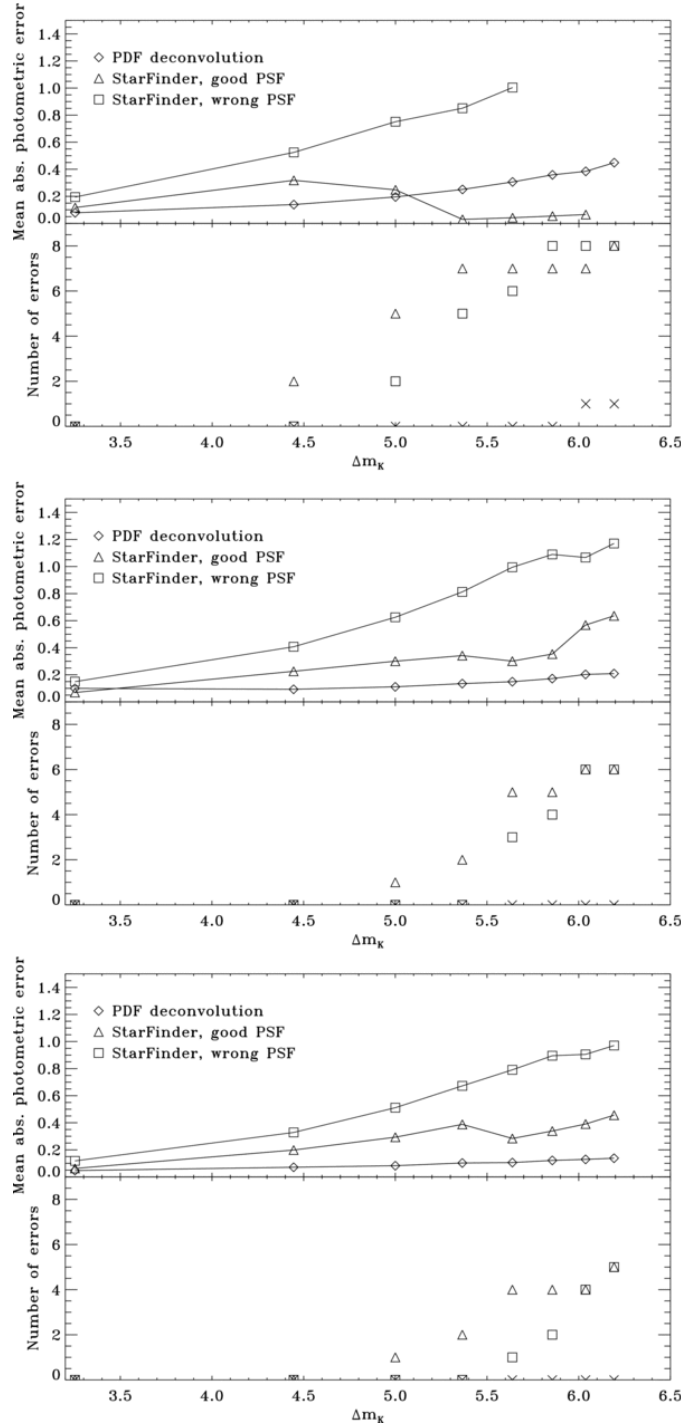 Mean abs. photometric error
1.4
1.2
1.0
0.8
0.6
0.4
0.2
0.0
PDF deconvolution
StarFinder, good PSF
StarFinder, wrong PSF
Number of errors
8
6
4
2
0
3.5 4.0 4.5 5.0 5.5 6.0 6.5
Δm_K
Mean abs. photometric error
1.4
1.2
1.0
0.8
0.6
0.4
0.2
0.0
PDF deconvolution
StarFinder, good PSF
StarFinder, wrong PSF
Number of errors
8
6
4
2
0
3.5 4.0 4.5 5.0 5.5 6.0 6.5
Δm_K
Mean abs. photometric error
1.4
1.2
1.0
0.8
0.6
0.4
0.2
0.0
PDF deconvolution
StarFinder, good PSF
StarFinder, wrong PSF
Number of errors
8
6
4
2
0
3.5 4.0 4.5 5.0 5.5 6.0 6.5
Δm_K